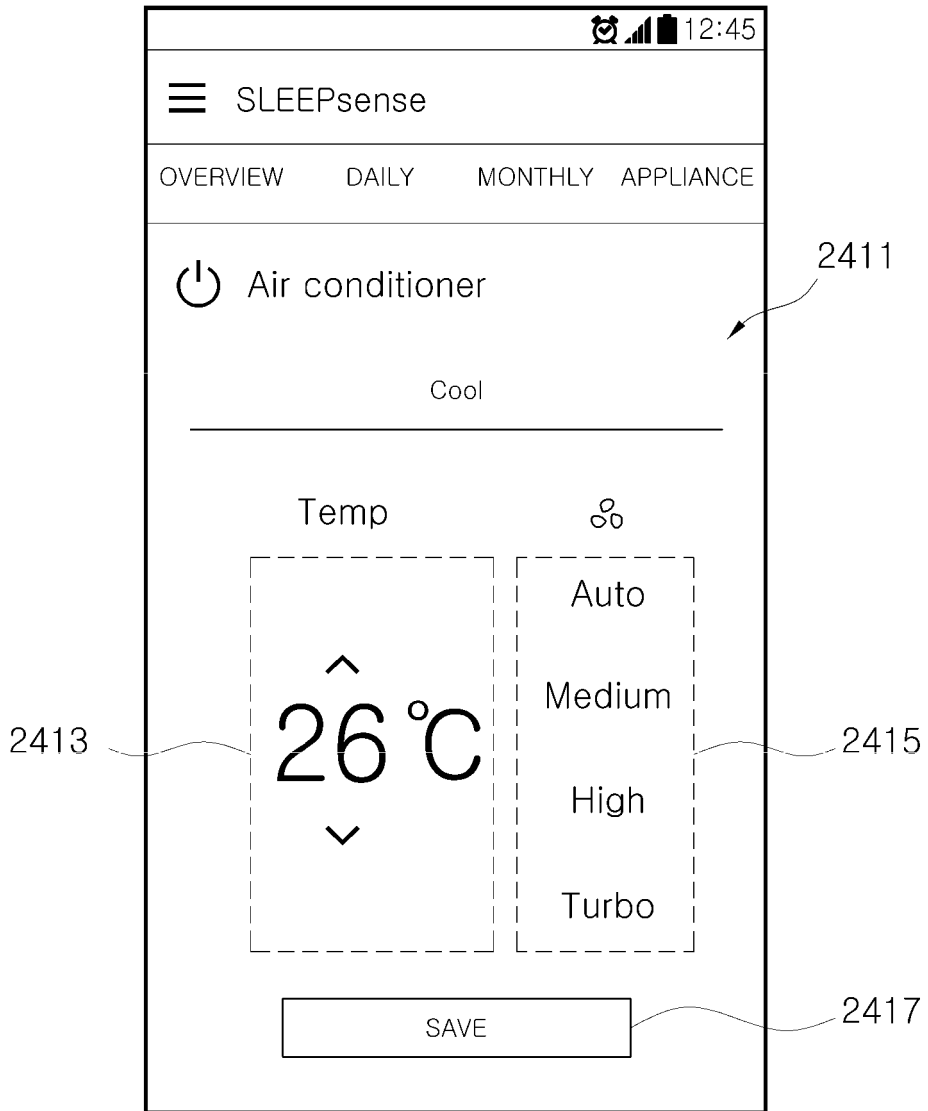 12:45
SLEEPsense
OVERVIEW DAILY MONTHLY APPLIANCE
2411
Air conditioner
Cool
Temp
Auto
Medium
26°C
2413
2415
High
Turbo
SAVE
2417